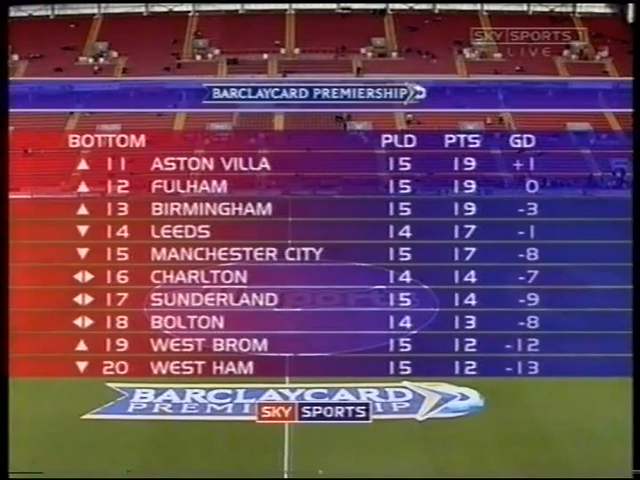 SKY SPORTS 1
LIVE
BARCLAYCARD PREMIERSHIP
BOTTOM PLD PTS GD
▲ 11 ASTON VILLA 15 19 +1
▲ 12 FULHAM 15 19 0
▲ 13 BIRMINGHAM 15 19 -3
▼ 14 LEEDS 14 17 -1
▼ 15 MANCHESTER CITY 15 17 -8
◀▶ 16 CHARLTON 14 14 -7
◀▶ 17 SUNDERLAND 15 14 -9
◀▶ 18 BOLTON 14 13 -8
▲ 19 WEST BROM 15 12 -12
▼ 20 WEST HAM 15 12 -13
BARCLAYCARD
PREMI IP
SKY SPORTS